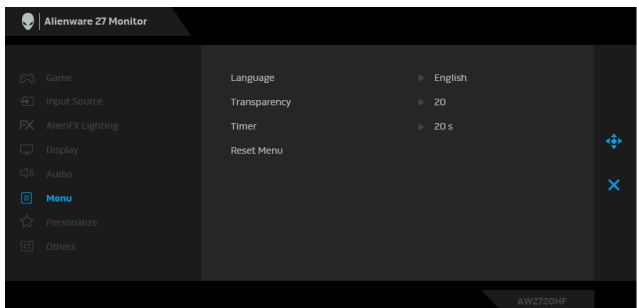 Alienware 27 Monitor
Game
Input Source
AlienFX Lighting
Display
Audio
Menu
Personalize
Others
Language English
Transparency 20
Timer 20 s
Reset Menu
AW2720HF